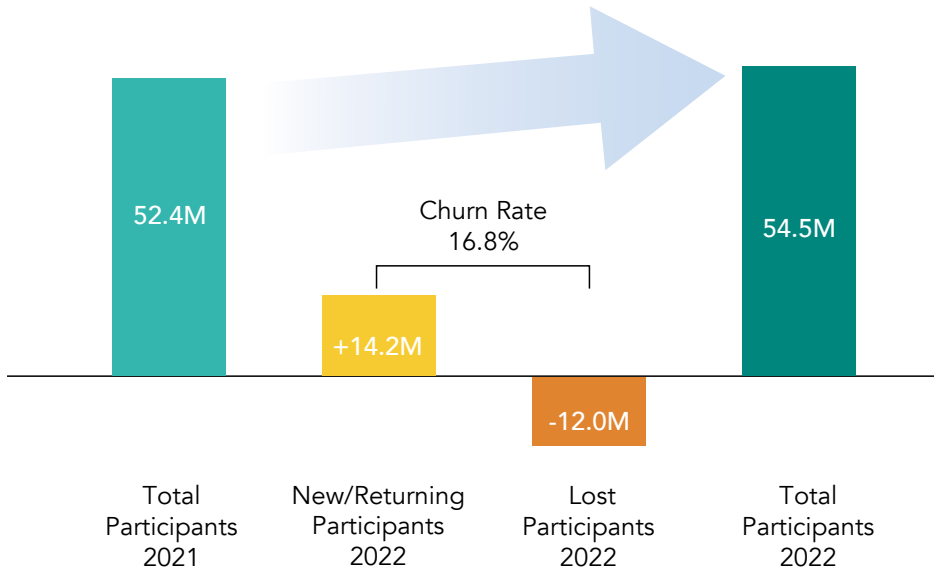 52.4M
Churn Rate
16.8%
54.5M
+14.2M
-12.0M
Total
Participants
2021
New/Returning
Participants
2022
Lost
Participants
2022
Total
Participants
2022